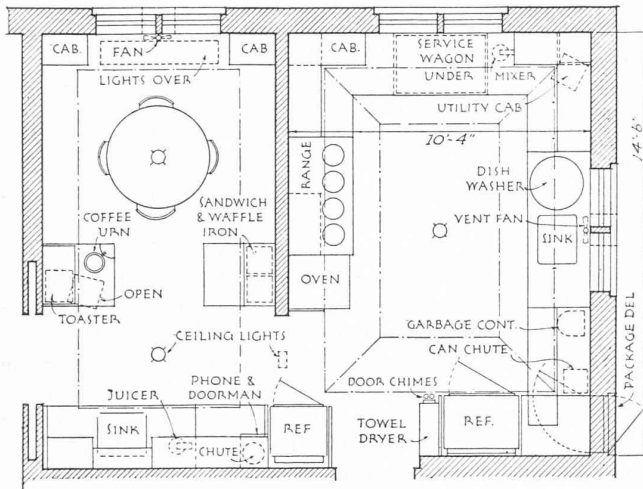 CAB.
FAN
CAB
LIGHTS OVER
CAB.
SERVICE
WAGON
UNDER
MIXER
UTILITY CAB
10'-4"
14'-6"
RANGE
DISH
WASHER
VENT FAN
SINK
COFFEE
URN
SANDWICH
& WAFFLE
IRON
OPEN
TOASTER
OVEN
CEILING LIGHTS
GARBAGE CONT.
CAN CHUTE
PACKAGE DEL
JUICER
PHONE &
DOORMAN
DOOR CHIMES
SINK
CHUTE
REF
TOWEL
DRYER
REF.